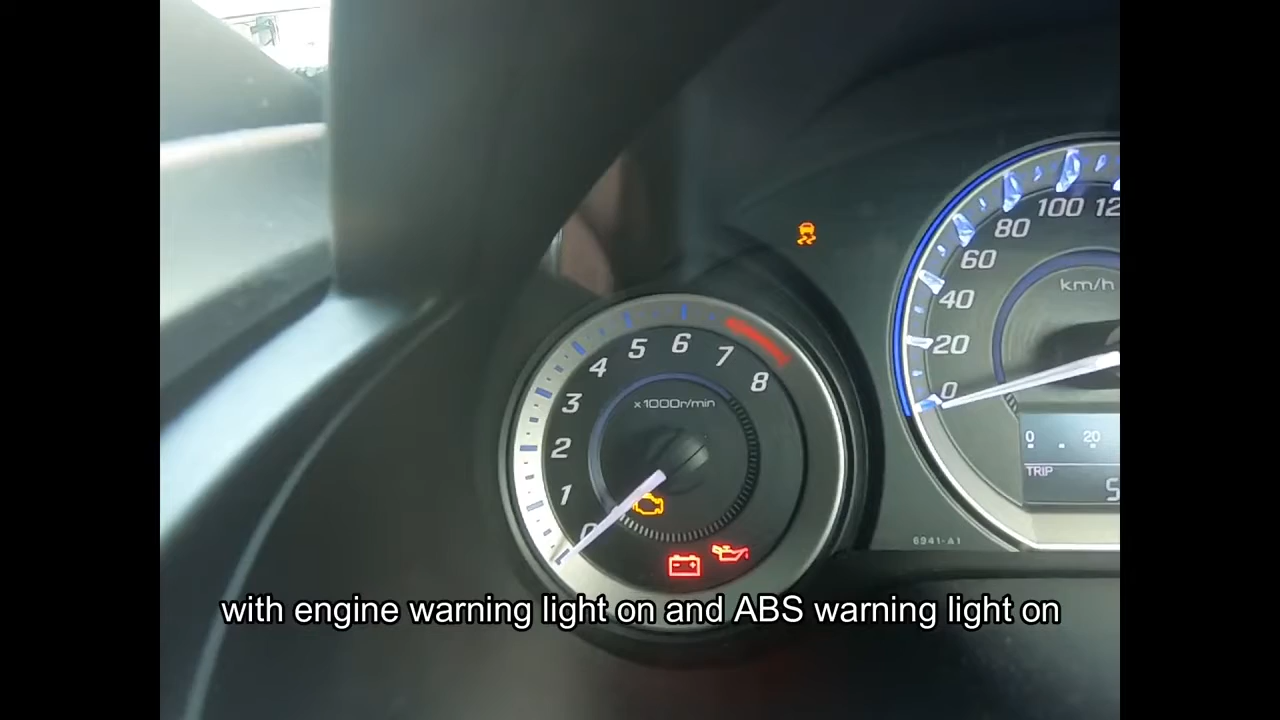 100 12
80
60
40
20
0
km/h
5 6 7
4 8
3
2
1
0
x1000r/min
0 . 20
TRIP
5
6941-A1
with engine warning light on and ABS warning light on